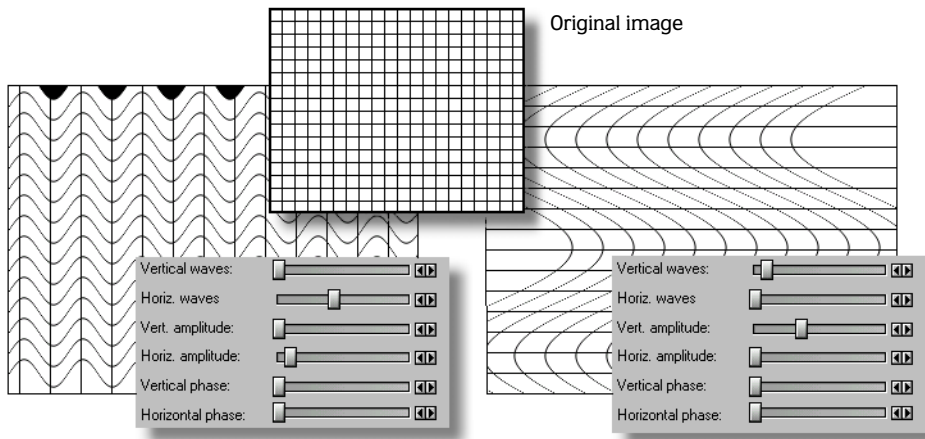 Original image
Vertical waves:
Horiz. waves
Vert. amplitude:
Horiz. amplitude:
Vertical phase:
Horizontal phase:
Vertical waves:
Horiz. waves
Vert. amplitude:
Horiz. amplitude:
Vertical phase:
Horizontal phase: